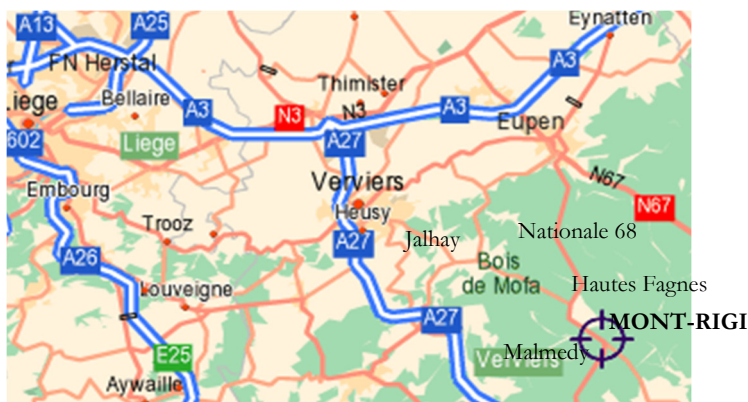 Eynatten
A13
A25
FN Herstal
A3
Thimister
Liege
Bellaire
A3
N3
N3
A3
Eupen
602
Liege
A27
N67
Embourg
Verviers
N67
Heusy
Trooz
Jalhay
Nationale 68
A27
A26
Bois
de Mofa
Hautes Fagnes
Louveigne
A27
MONT-RIGI
E25
Malmedy
Verviers
Aywaille